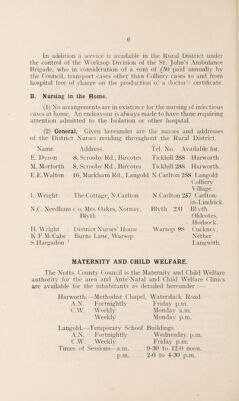 6
In addition a service is available in the Rural District under
the control of the Worksop Division of the St. John's Ambulance
Brigade, who in consideration of a sum of £50 paid annually by
the Council, transport cases other than Colliery cases to and from
hospital free of charge on the production of a doctor's certificate.
B. Nursing in the Home.
(1) No arrangements are in existence for the nursing of infectious
cases at home. An endeavour is always made to have those requiring
attention admitted to the Isolation or other hospital.
(2) General. Given hereunder are the names and addresses
of the District Nurses residing throughout the Rural District.
Name. Address. Tel. No. Available for.
E. Dyson 8, Scrooby Rd., Bircotes Tickhill 288 Harworth.
M. Morforth 8, Scrooby Rd., Bircotes Tickhill 288 Harworth.
E.E. Walton 16, Markham Rd., Langold N.Carlton 258 Langold
Colliery
Village.
I. Wright The Cottage, N.Carlton N.Carlton 257 Carlton-
in-Lindrick.
N.C. Needham c/o Mrs. Oakes, Nornay, Blyth 231 Blyth
Blyth Oldcotes,
Hodsock.
H. Wright District Nurses' Home Warsop 98 Cuckney,
K.F. McCabe Burns Lane, Warsop Nether
S. Hargadon Langwith.
MATERNITY AND CHILD WELFARE.
The Notts. County Council is the Maternity and Child Welfare
authority for the area and Ante-Natal and Child Welfare Clinics
are available for the inhabitants as detailed hereunder :—
Harworth.—Methodist Chapel, Waterslack Road.
A.N. Fortnightly Friday p.m.
C.W. Weekly Monday a.m.
Weekly Monday p.m.
Langold.—Temporary School Buildings.
A.N. Fortnightly Wednesday p.m.
C.W. Weekly Friday p.m.
Times of Sessions—a.m. 9-30 to 12-0 noon.
p.m. 2-0 to 4-30 p.m.